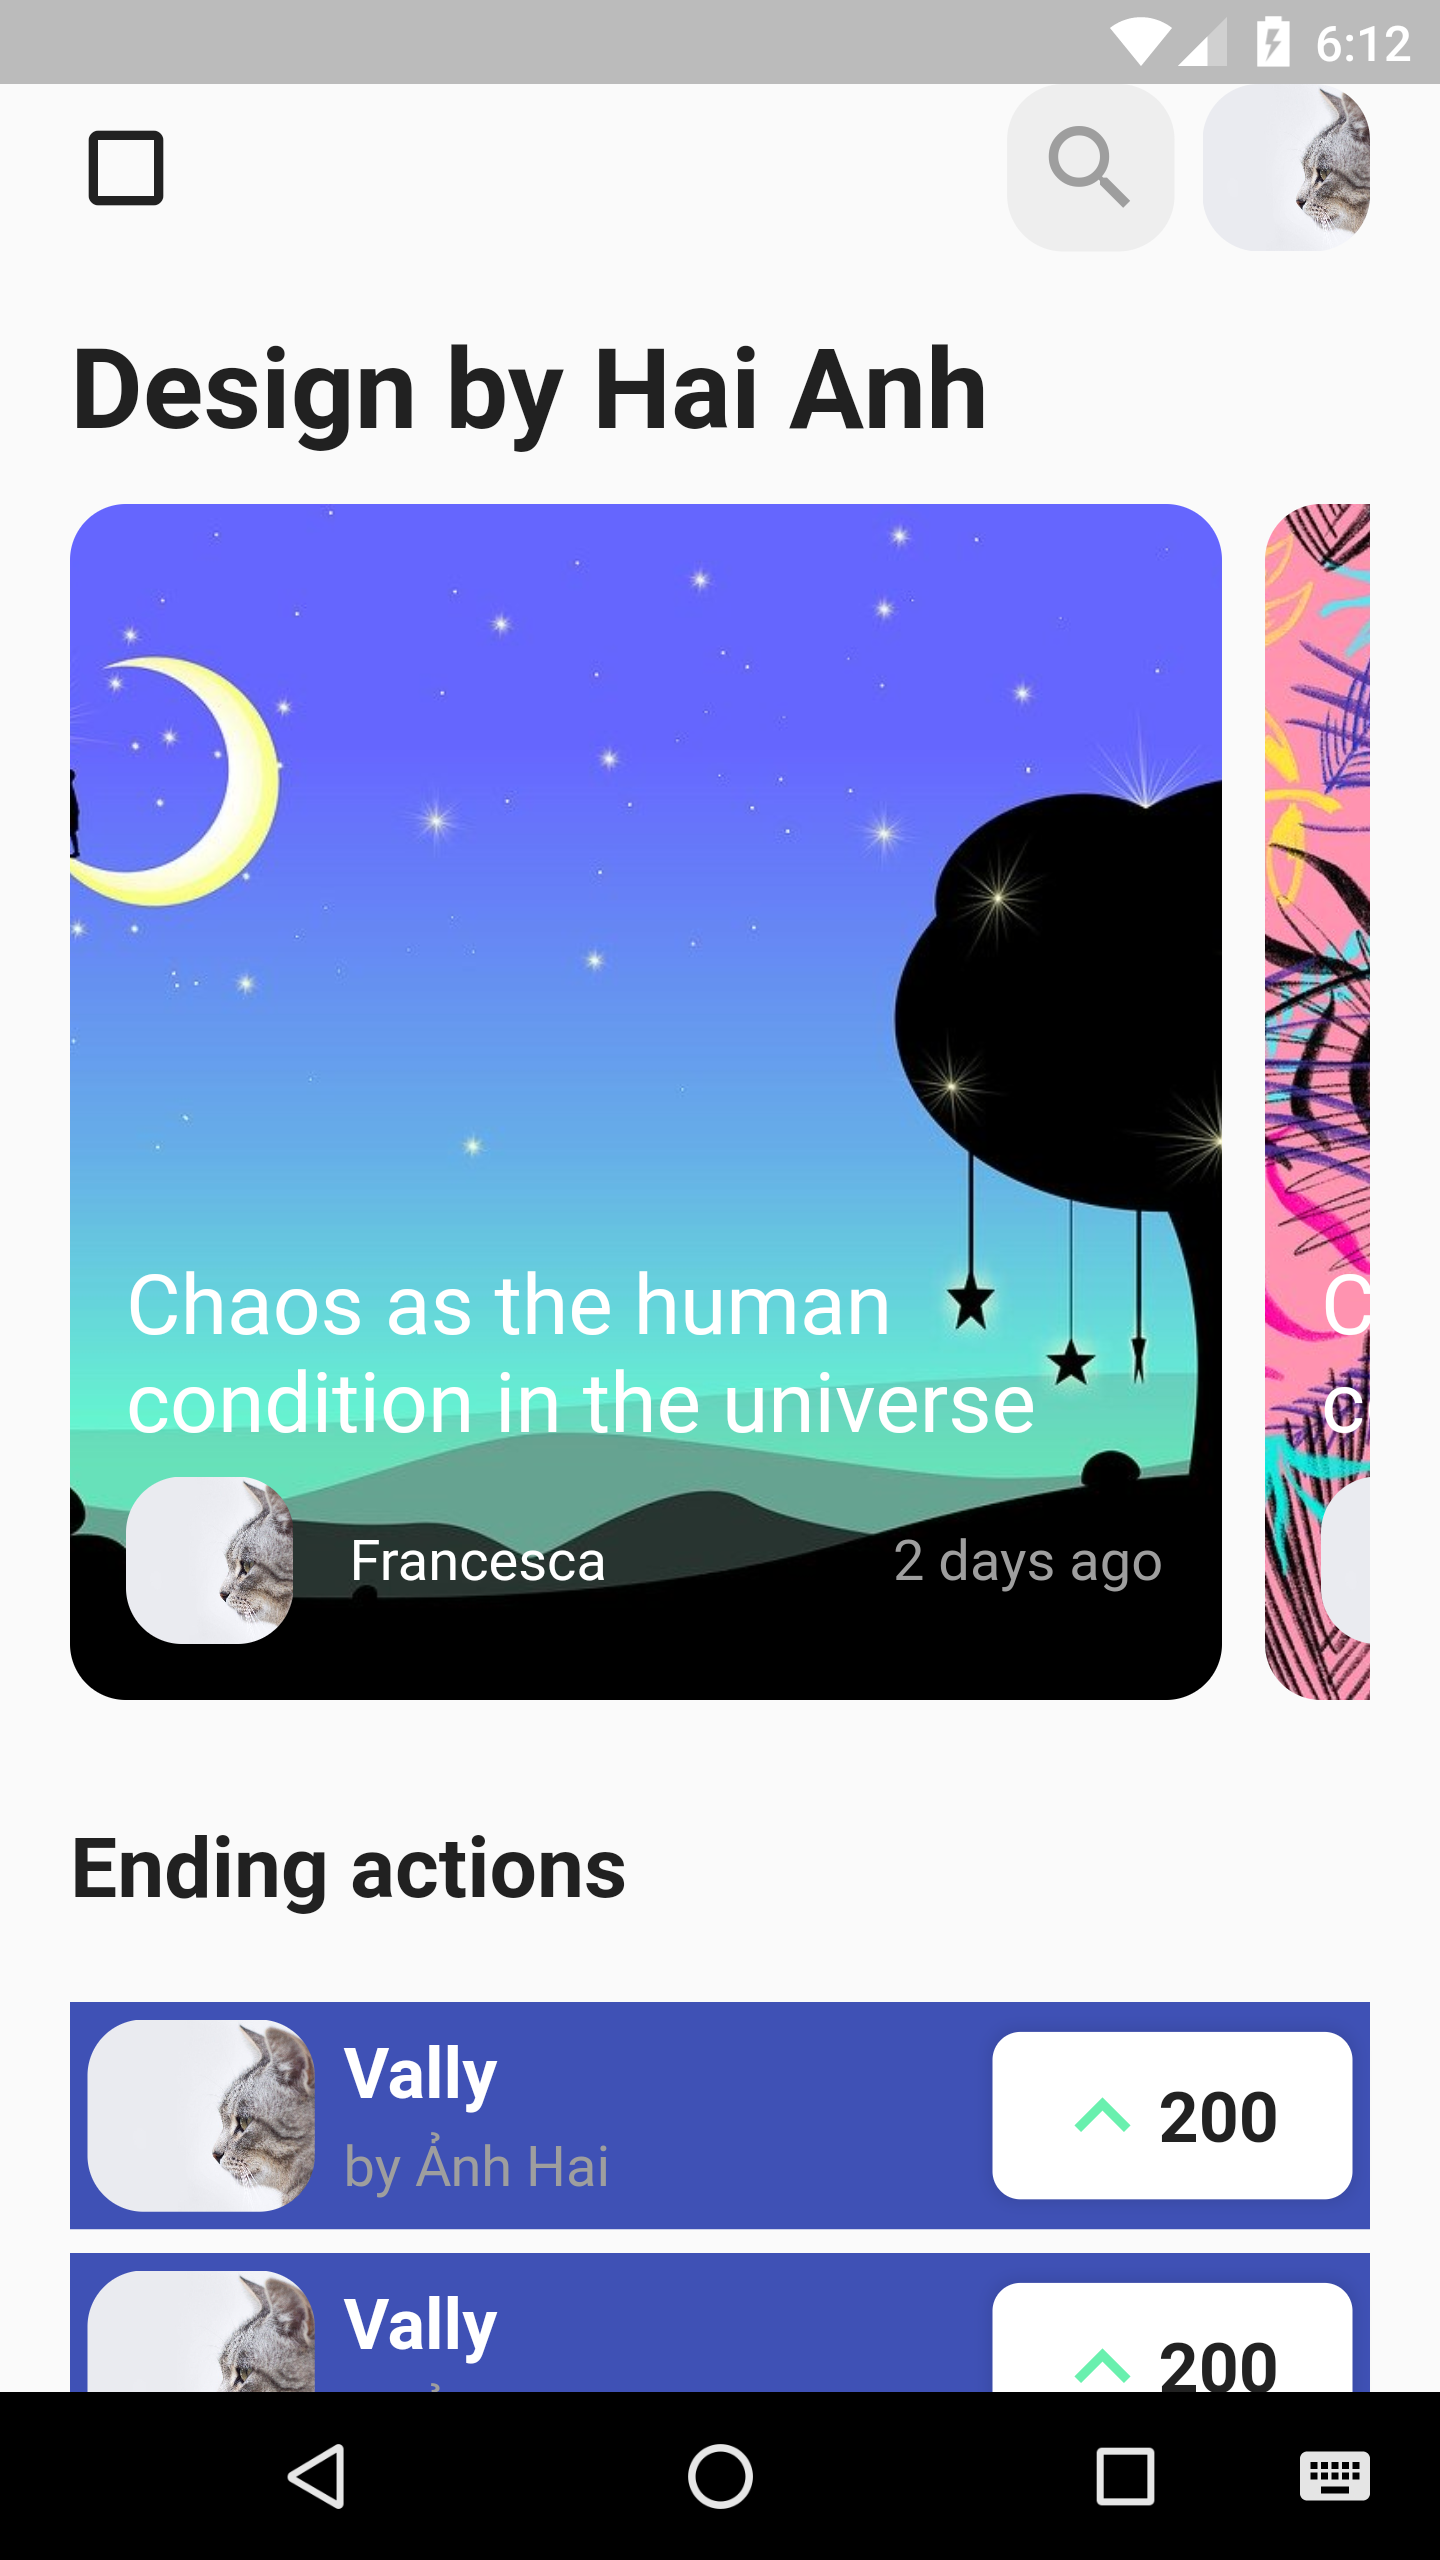 6:12
Design by Hai Anh
Chaos as the human
condition in the universe
Francesca
2 days ago
C
c
Ending actions
Vally
by Ảnh Hai
200
Vally
200